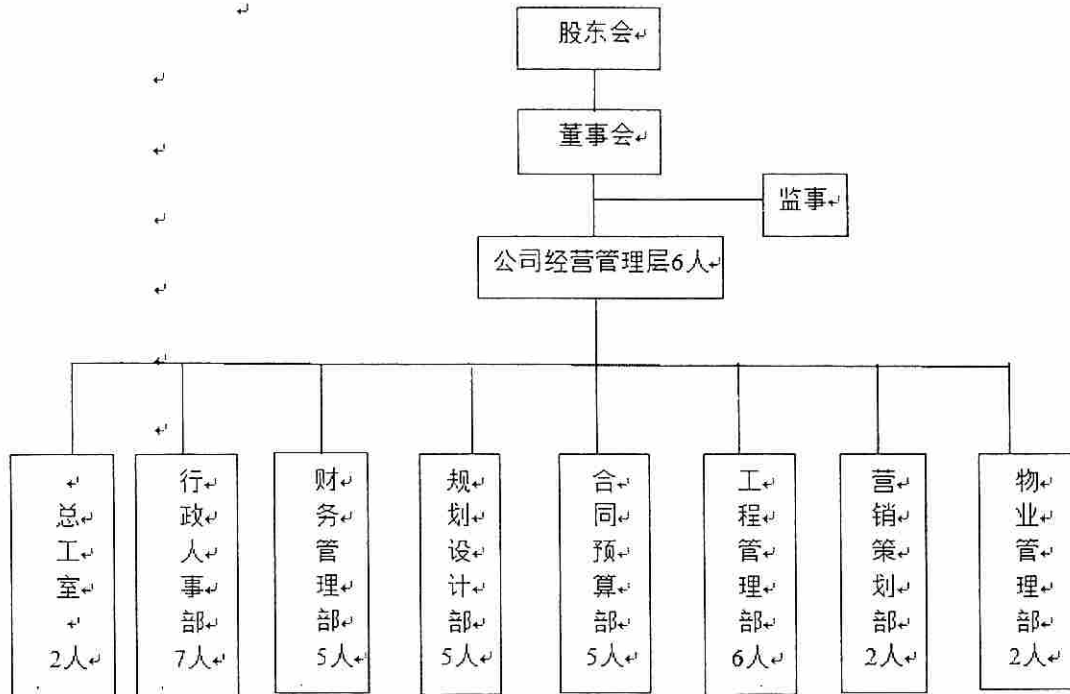 股东会
董事会
监事
公司经营管理层6人
总工室
2人
行政人事部
7人
财务管理部
5人
规划设计部
5人
合同预算部
5人
工程管理部
6人
营销策划部
2人
物业管理部
2人